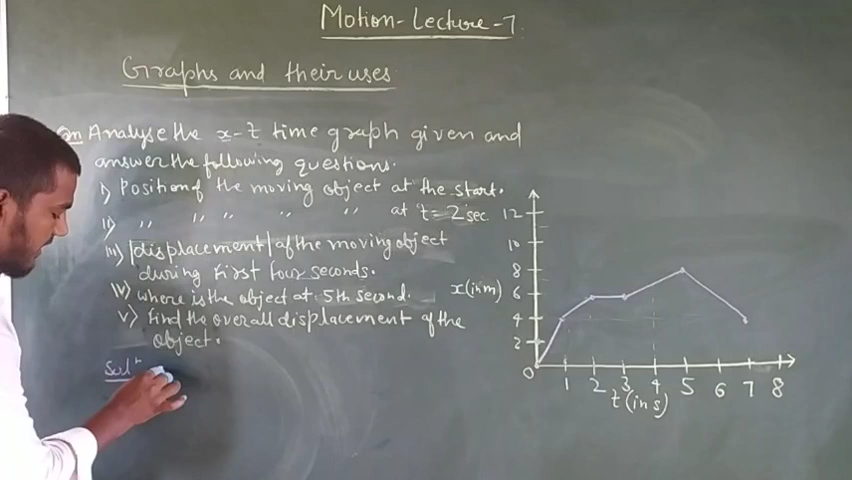 Motion-Lecture-7.
Graphs and their uses
Qn Analyse the x-t time graph given and
answer the following questions.
i) Position of the moving object at the start.
ii) ,, ,, ,, ,, ,, at t = 2 sec.
iii) |displacement| of the moving object
during first four seconds.
iv) where is the object at 5th second.
v) find the overall displacement of the
object.
Solⁿ
12
10
8
6
4
2
0
x(in m)
1 2 3 4 5 6 7 8
t(in s)